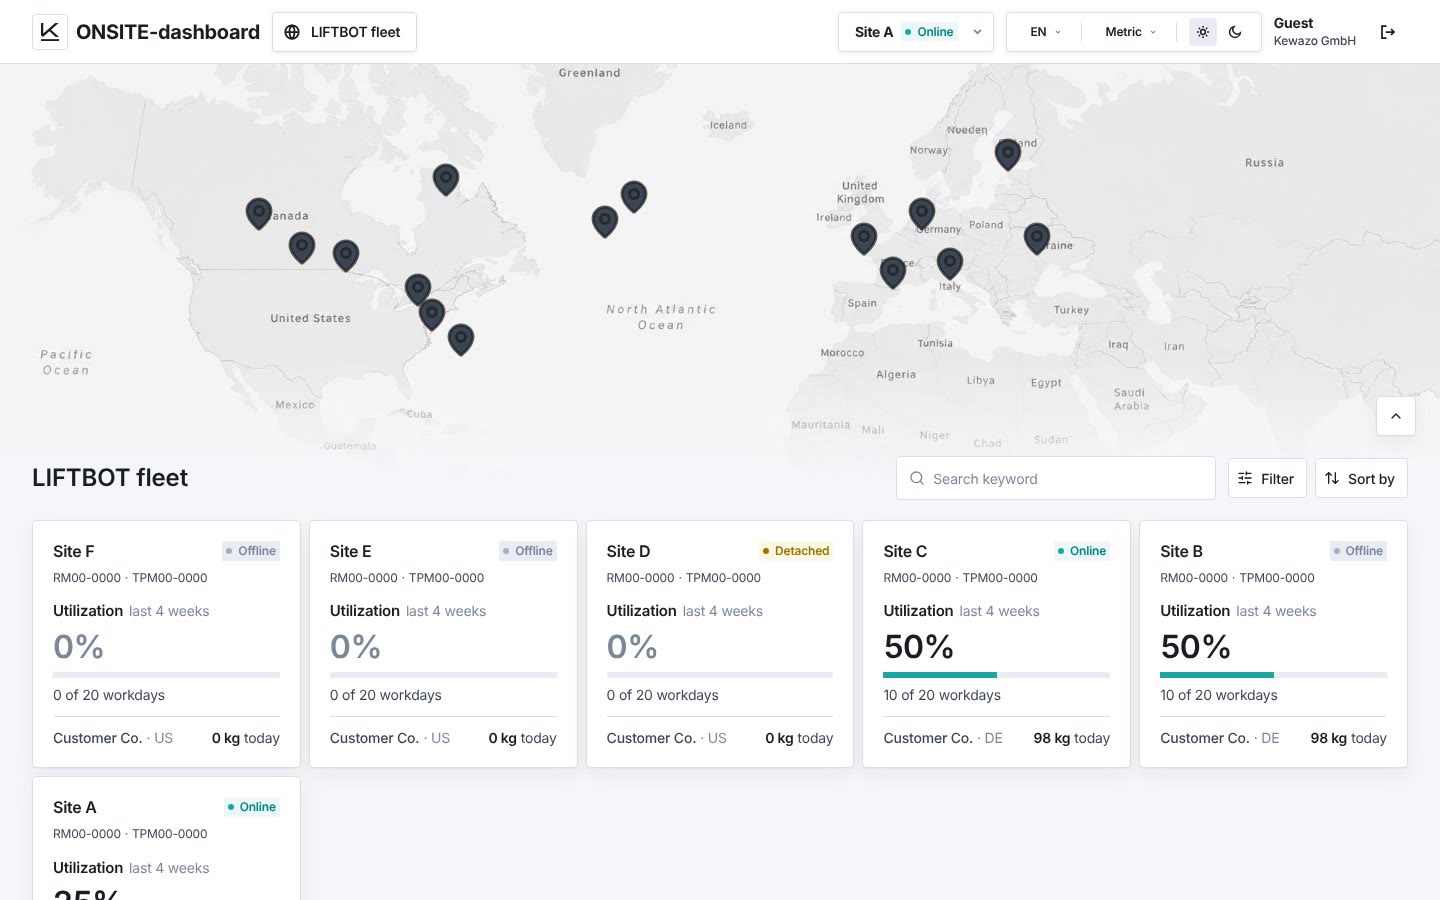 ONSITE-dashboard
LIFTBOT fleet
Site A
Online
EN
Metric
Guest
Kewazo GmbH
Greenland
Iceland
Norway
Russia
United
Kingdom
Ireland
Germany
Poland
Spain
Italy
Turkey
United States
North Atlantic
Ocean
Pacific
Ocean
Morocco
Tunisia
Iraq
Iran
Algeria
Libya
Egypt
Saudi
Arabia
Mexico
Cuba
Guatemala
Mauritania
Mali
Niger
Chad
Sudan
LIFTBOT fleet
Search keyword
Filter
Sort by
Site F
Offline
RM00-0000 · TPM00-0000
Utilization last 4 weeks
0%
0 of 20 workdays
Customer Co. · US
0 kg today
Site E
Offline
RM00-0000 · TPM00-0000
Utilization last 4 weeks
0%
0 of 20 workdays
Customer Co. · US
0 kg today
Site D
Detached
RM00-0000 · TPM00-0000
Utilization last 4 weeks
0%
0 of 20 workdays
Customer Co. · US
0 kg today
Site C
Online
RM00-0000 · TPM00-0000
Utilization last 4 weeks
50%
10 of 20 workdays
Customer Co. · DE
98 kg today
Site B
Offline
RM00-0000 · TPM00-0000
Utilization last 4 weeks
50%
10 of 20 workdays
Customer Co. · DE
98 kg today
Site A
Online
RM00-0000 · TPM00-0000
Utilization last 4 weeks